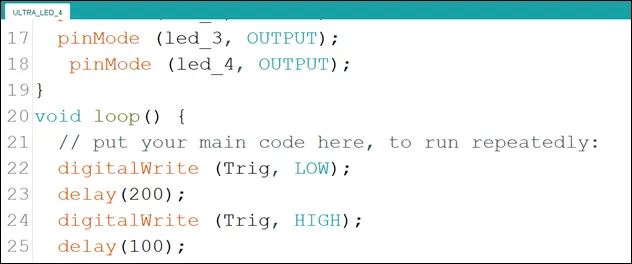 ULTRA_LED_4
17 pinMode (led_3, OUTPUT);
18 pinMode (led_4, OUTPUT);
19 }
20 void loop() {
21 // put your main code here, to run repeatedly:
22 digitalWrite (Trig, LOW);
23 delay(200);
24 digitalWrite (Trig, HIGH);
25 delay(100);